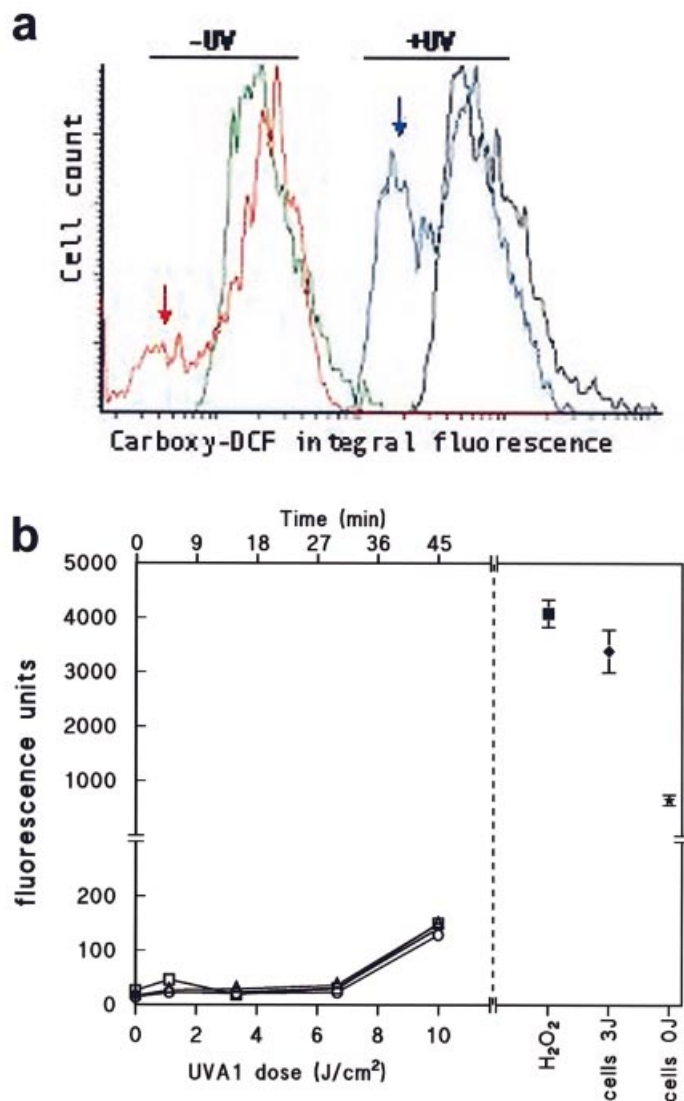 a
-UV +UV
Cell count
Carboxy-DCF integral fluorescence
b
Time (min)
0 9 18 27 36 45
5000
4000
3000
2000
1000
200
100
0
fluorescence units
0 2 4 6 8 10
UVA1 dose (J/cm²)
H₂O₂
cells 3J
cells 0J